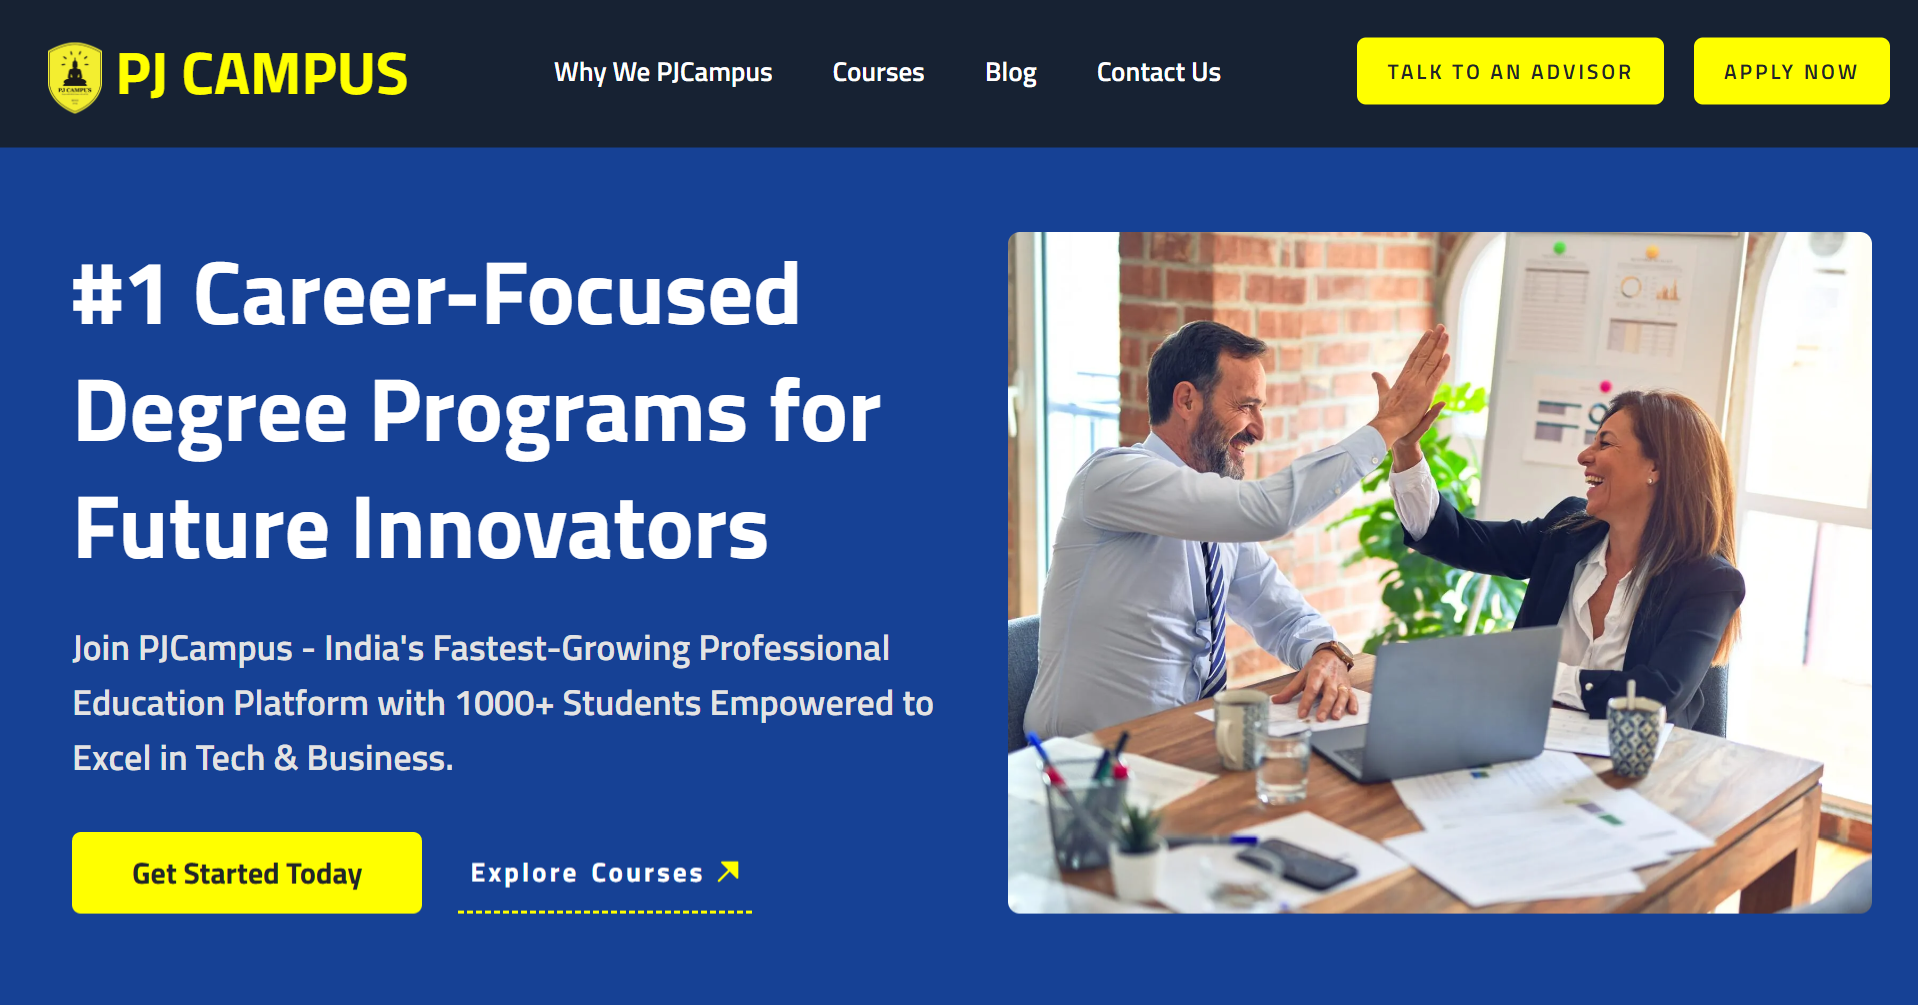 PJ CAMPUS
PJ CAMPUS
Why We PJCampus
Courses
Blog
Contact Us
TALK TO AN ADVISOR
APPLY NOW
#1 Career-Focused
Degree Programs for
Future Innovators
Join PJCampus - India's Fastest-Growing Professional
Education Platform with 1000+ Students Empowered to
Excel in Tech & Business.
Get Started Today
Explore Courses